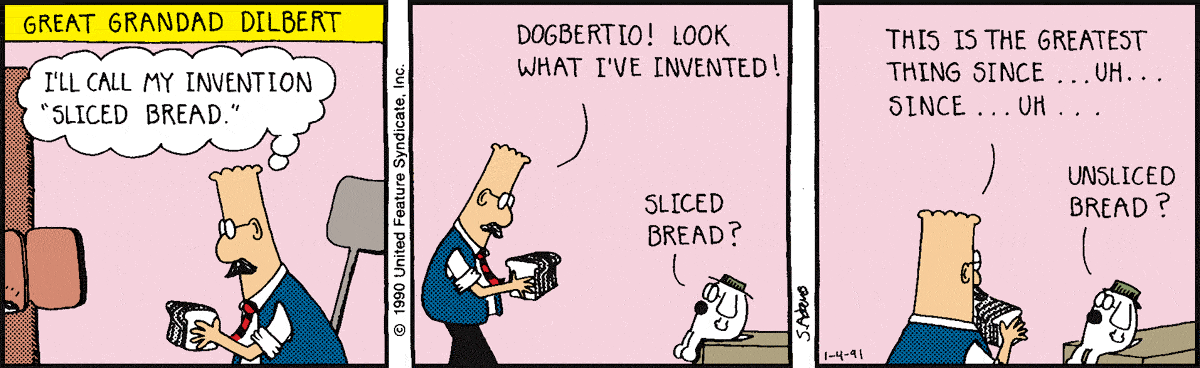 GREAT GRANDAD DILBERT
I'LL CALL MY INVENTION
"SLICED BREAD."
© 1990 United Feature Syndicate, Inc.
DOGBERTIO! LOOK
WHAT I'VE INVENTED!
SLICED
BREAD?
S. Adams
THIS IS THE GREATEST
THING SINCE ...UH...
SINCE ...UH ...
UNSLICED
BREAD?
1-4-91